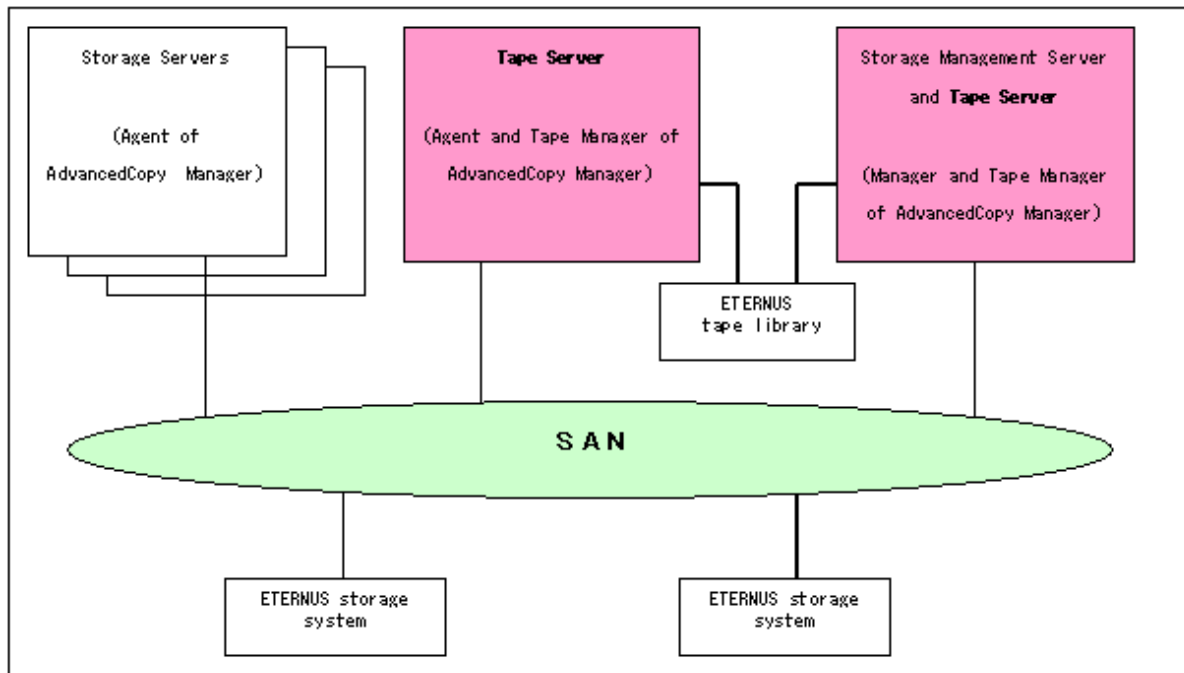 Storage Servers
(Agent of
AdvancedCopy Manager)
Tape Server
(Agent and Tape Manager of
AdvancedCopy Manager)
Storage Management Server
and Tape Server
(Manager and Tape Manager
of AdvancedCopy Manager)
ETERNUS
tape library
SAN
ETERNUS storage
system
ETERNUS storage
system